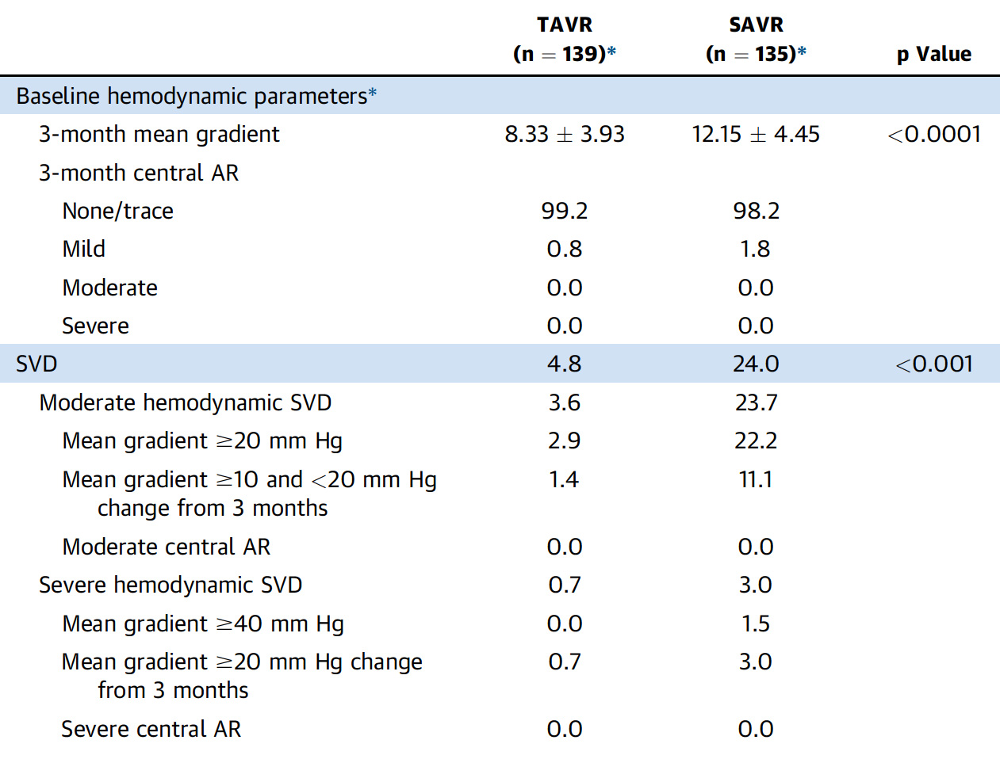 TAVR SAVR
(n = 139)* (n = 135)* p Value
Baseline hemodynamic parameters*
3-month mean gradient 8.33 ± 3.93 12.15 ± 4.45 <0.0001
3-month central AR
None/trace 99.2 98.2
Mild 0.8 1.8
Moderate 0.0 0.0
Severe 0.0 0.0
SVD 4.8 24.0 <0.001
Moderate hemodynamic SVD 3.6 23.7
Mean gradient ≥20 mm Hg 2.9 22.2
Mean gradient ≥10 and <20 mm Hg 1.4 11.1
change from 3 months
Moderate central AR 0.0 0.0
Severe hemodynamic SVD 0.7 3.0
Mean gradient ≥40 mm Hg 0.0 1.5
Mean gradient ≥20 mm Hg change 0.7 3.0
from 3 months
Severe central AR 0.0 0.0